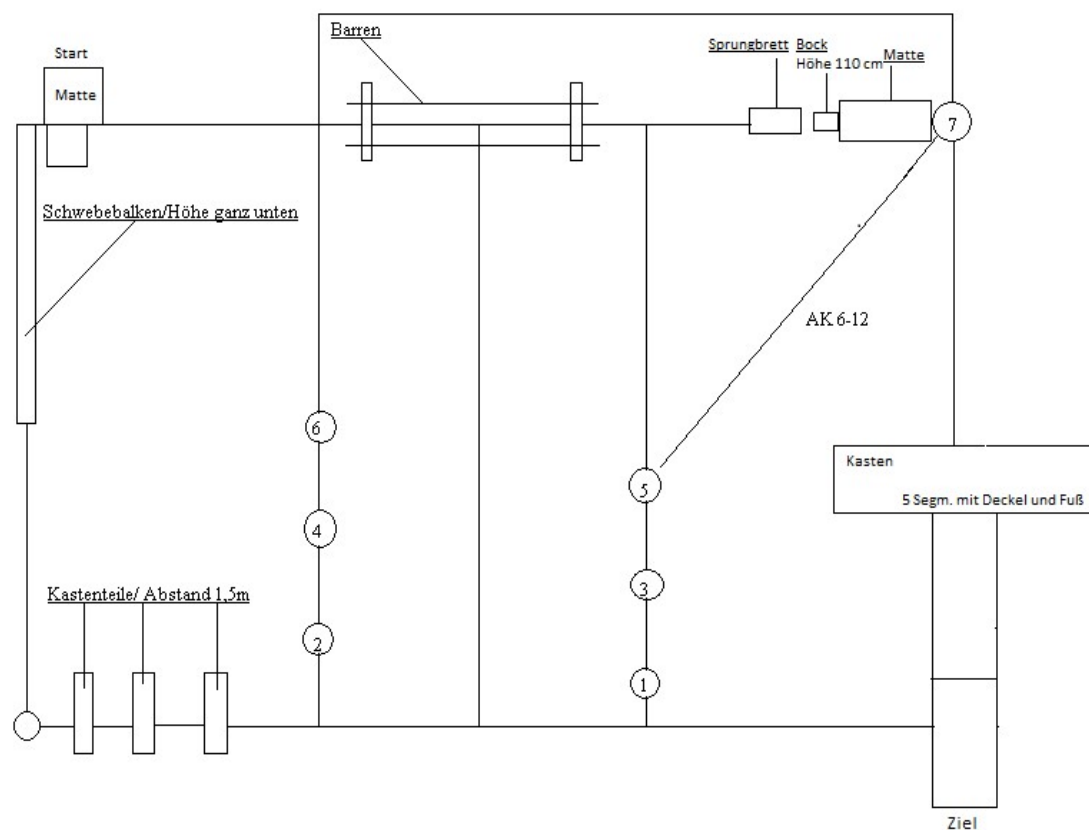 Start
Matte
Barren
Sprungbrett
Bock
Höhe 110 cm
Matte
7
Schwebebalken/Höhe ganz unten
AK 6-12
6
5
4
3
2
1
Kasten
5 Segm. mit Deckel und Fuß
Kastenteile/ Abstand 1,5m
Ziel